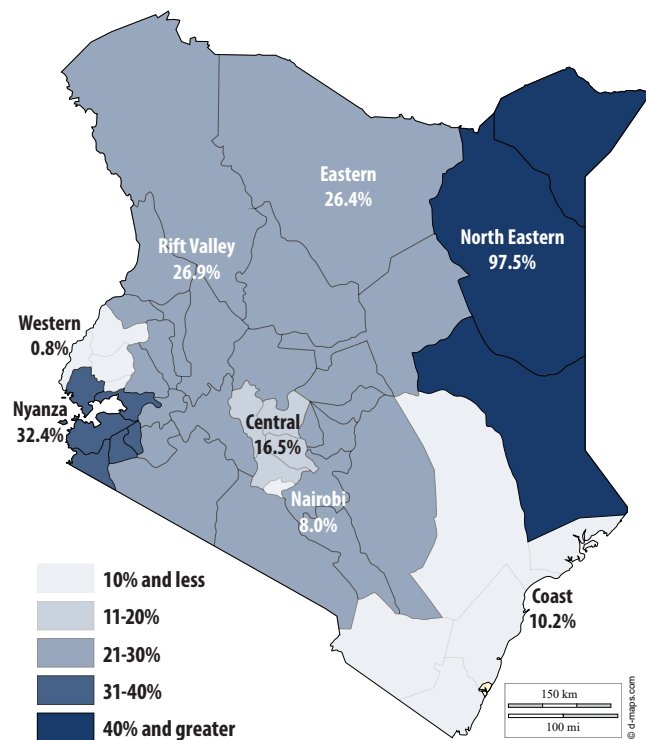 Eastern
26.4%
North Eastern
97.5%
Rift Valley
26.9%
Western
0.8%
Nyanza
32.4%
Central
16.5%
Nairobi
8.0%
Coast
10.2%
10% and less
11-20%
21-30%
31-40%
40% and greater
150 km
100 mi
© d-maps.com